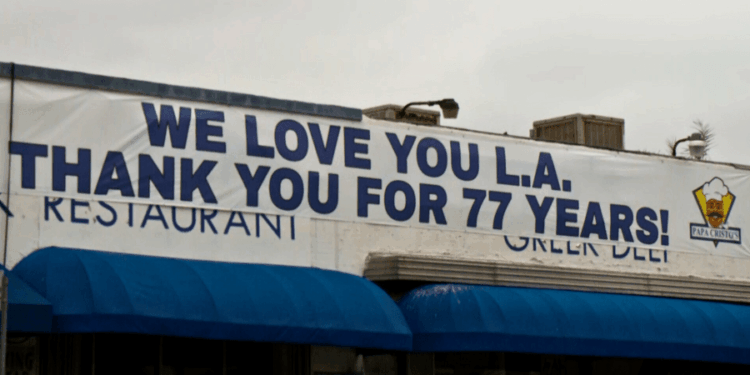 WE LOVE YOU L.A.
THANK YOU FOR 77 YEARS!
PAPA CRISTO'S
RESTAURANT
GREEK DELI